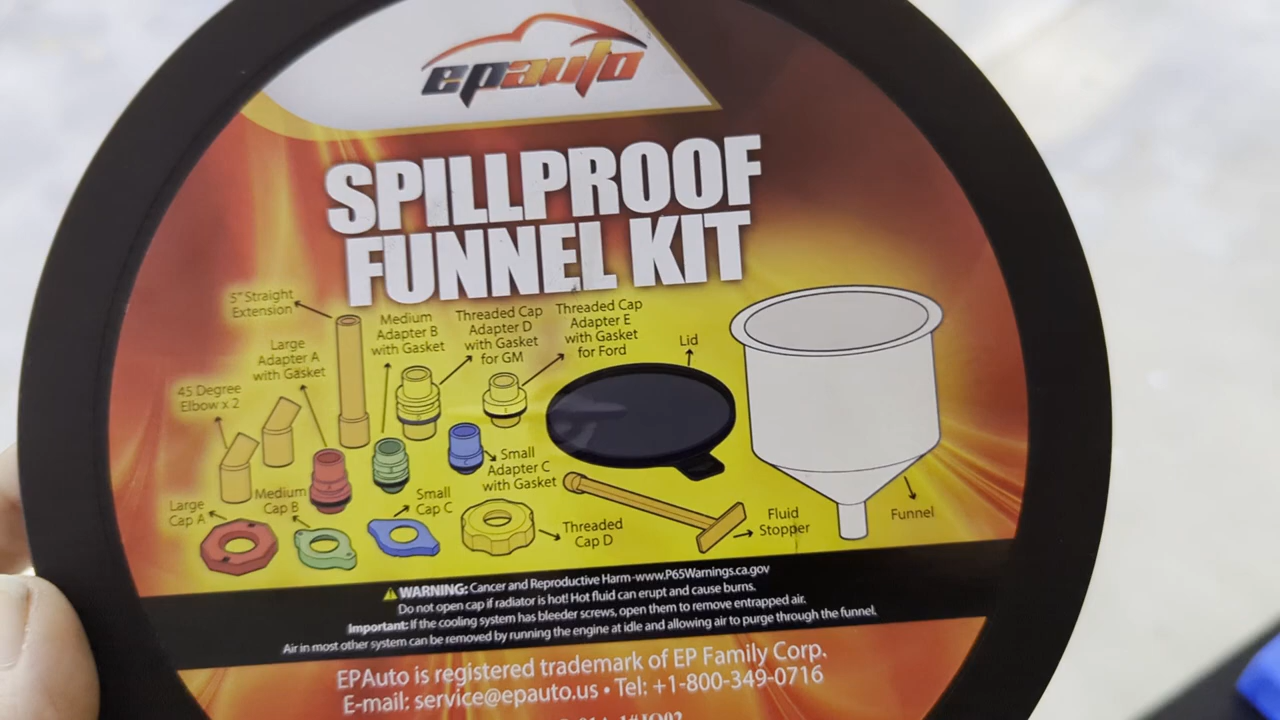 epauto
SPILLPROOF
FUNNEL KIT
5" Straight
Extension
Large
Adapter A
with Gasket
45 Degree
Elbow x 2
Medium
Adapter B
with Gasket
Threaded Cap
Adapter D
with Gasket
for GM
Threaded Cap
Adapter E
with Gasket
for Ford
Lid
Small
Adapter C
with Gasket
Large
Cap A
Medium
Cap B
Small
Cap C
Threaded
Cap D
Fluid
Stopper
Funnel
WARNING: Cancer and Reproductive Harm-www.P65Warnings.ca.gov
Do not open cap if radiator is hot! Hot fluid can erupt and cause burns.
Important: If the cooling system has bleeder screws, open them to remove entrapped air.
Air in most other system can be removed by running the engine at idle and allowing air to purge through the funnel.
EPAuto is registered trademark of EP Family Corp.
E-mail: service@epauto.us • Tel: +1-800-349-0716